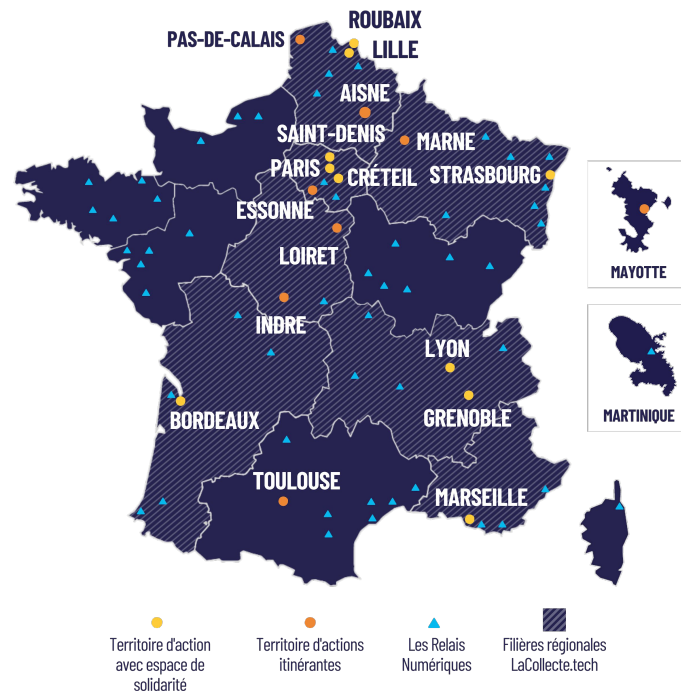 ROUBAIX
PAS-DE-CALAIS
LILLE
AISNE
SAINT-DENIS
MARNE
PARIS
CRÉTEIL
STRASBOURG
ESSONNE
LOIRET
MAYOTTE
INDRE
LYON
BORDEAUX
GRENOBLE
MARTINIQUE
TOULOUSE
MARSEILLE
Territoire d'action
avec espace de
solidarité
Territoire d'actions
itinérantes
Les Relais
Numériques
Filières régionales
LaCollecte.tech